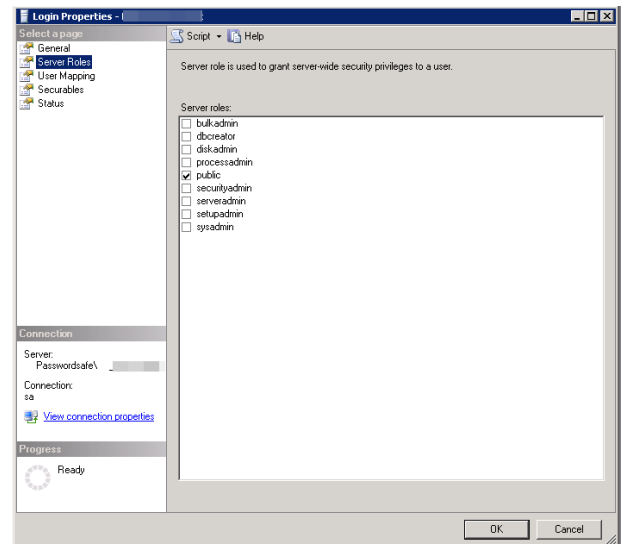 Login Properties -
Select a page
General
Server Roles
User Mapping
Securables
Status
Script
Help
Server role is used to grant server-wide security privileges to a user.
Server roles:
bulkadmin
dbcreator
diskadmin
processadmin
public
securityadmin
serveradmin
setupadmin
sysadmin
Connection
Server:
Passwordsafe\
Connection:
sa
View connection properties
Progress
Ready
OK
Cancel